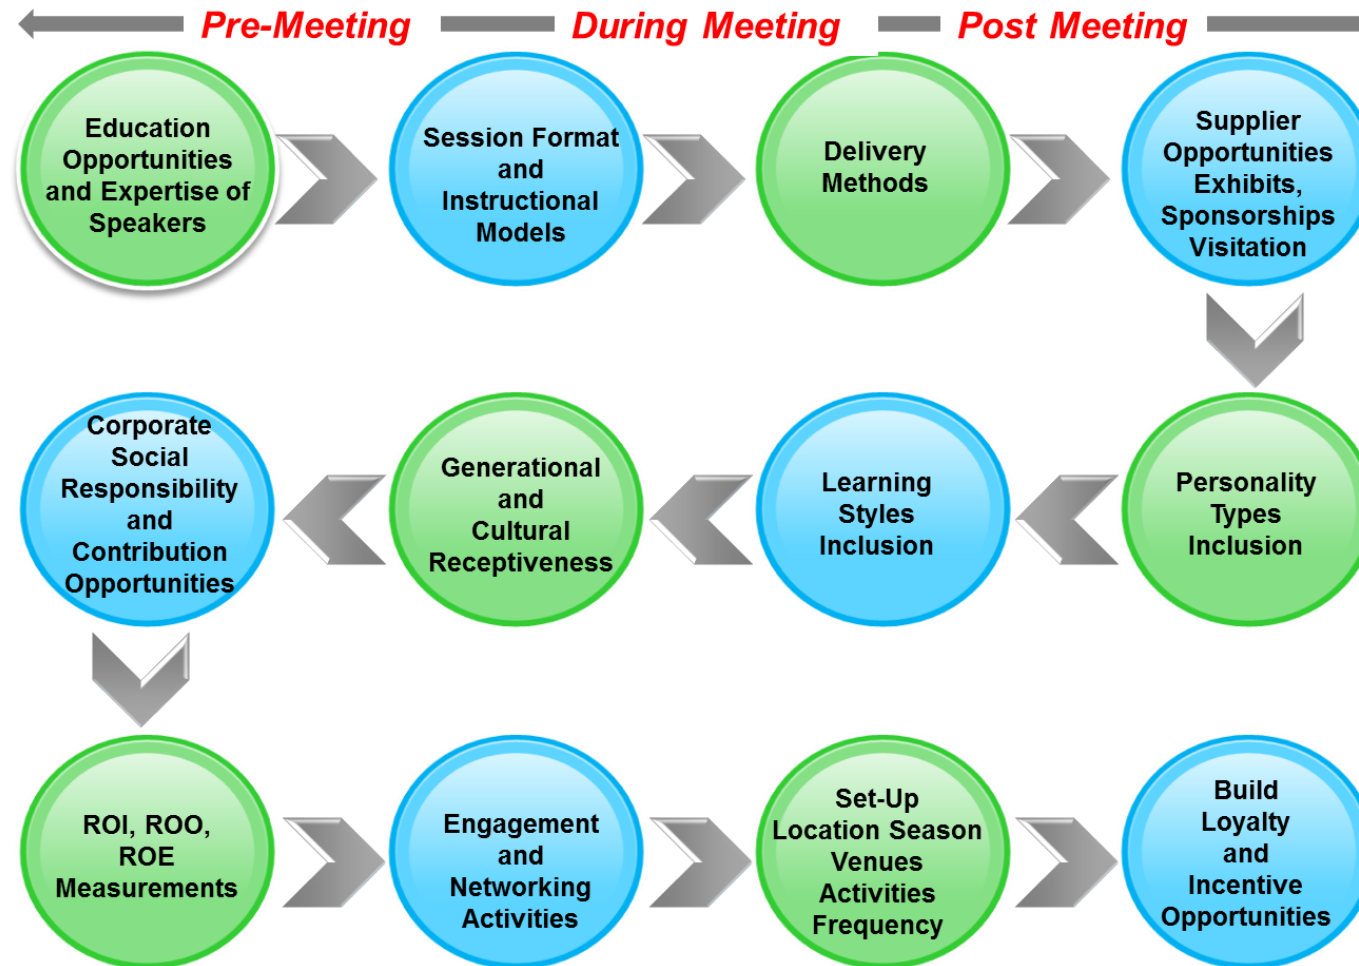 Pre-Meeting
During Meeting
Post Meeting
Education
Opportunities
and Expertise of
Speakers
Session Format
and
Instructional
Models
Delivery
Methods
Supplier
Opportunities
Exhibits,
Sponsorships
Visitation
Personality
Types
Inclusion
Learning
Styles
Inclusion
Generational
and
Cultural
Receptiveness
Corporate
Social
Responsibility
and
Contribution
Opportunities
ROI, ROO,
ROE
Measurements
Engagement
and
Networking
Activities
Set-Up
Location Season
Venues
Activities
Frequency
Build
Loyalty
and
Incentive
Opportunities